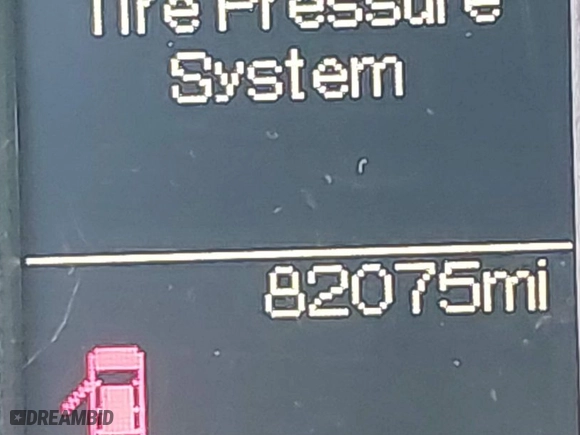 Tire Pressure
System
82075mi
DREAMBID